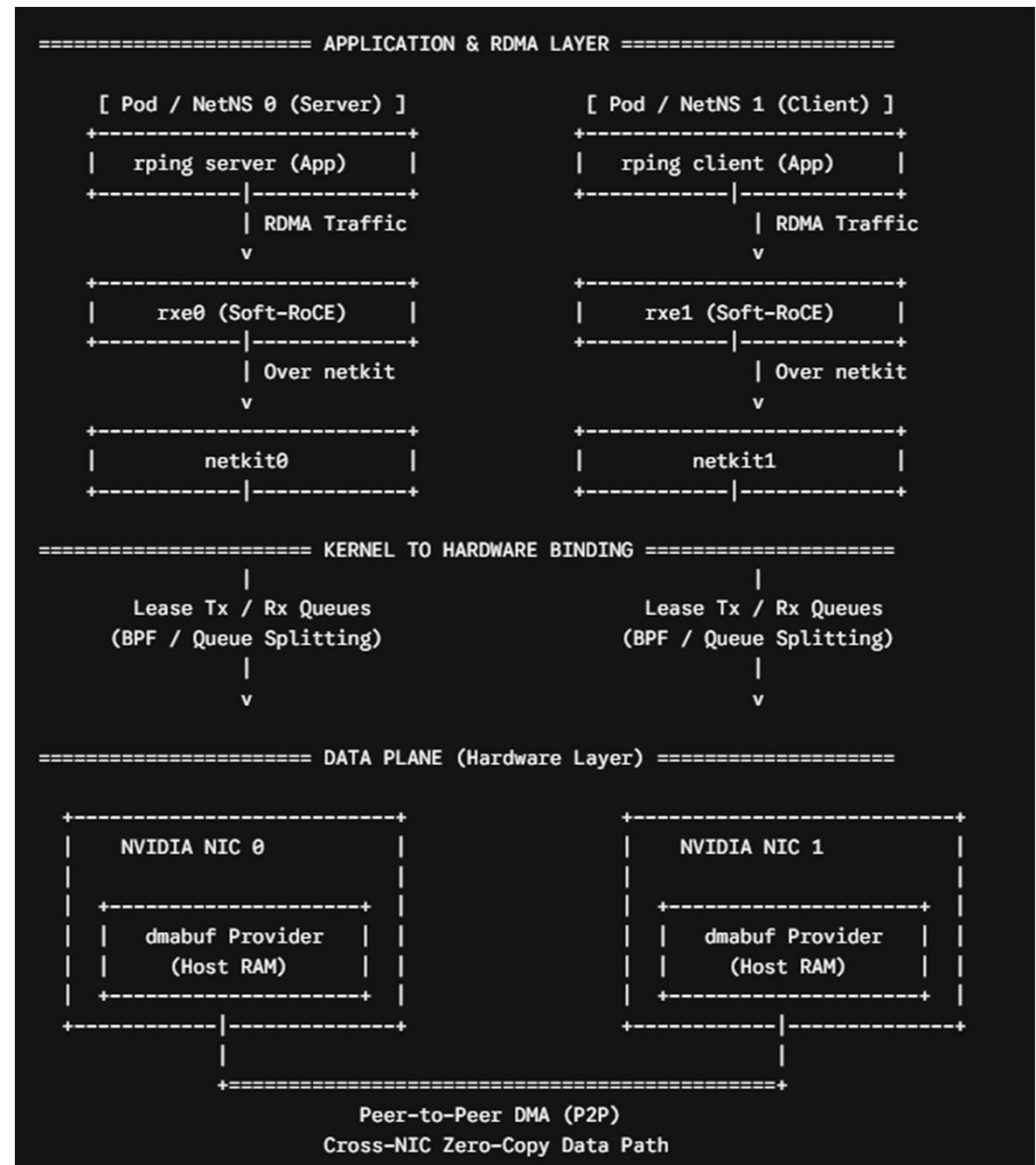 ======================= APPLICATION & RDMA LAYER =======================
[ Pod / NetNS 0 (Server) ] [ Pod / NetNS 1 (Client) ]
rping server (App) rping client (App)
RDMA Traffic RDMA Traffic
v v
rxe0 (Soft-RoCE) rxe1 (Soft-RoCE)
Over netkit Over netkit
v v
netkit0 netkit1
======================= KERNEL TO HARDWARE BINDING =====================
Lease Tx / Rx Queues Lease Tx / Rx Queues
(BPF / Queue Splitting) (BPF / Queue Splitting)
v v
======================= DATA PLANE (Hardware Layer) ====================
NVIDIA NIC 0 NVIDIA NIC 1
dmabuf Provider dmabuf Provider
(Host RAM) (Host RAM)
Peer-to-Peer DMA (P2P)
Cross-NIC Zero-Copy Data Path